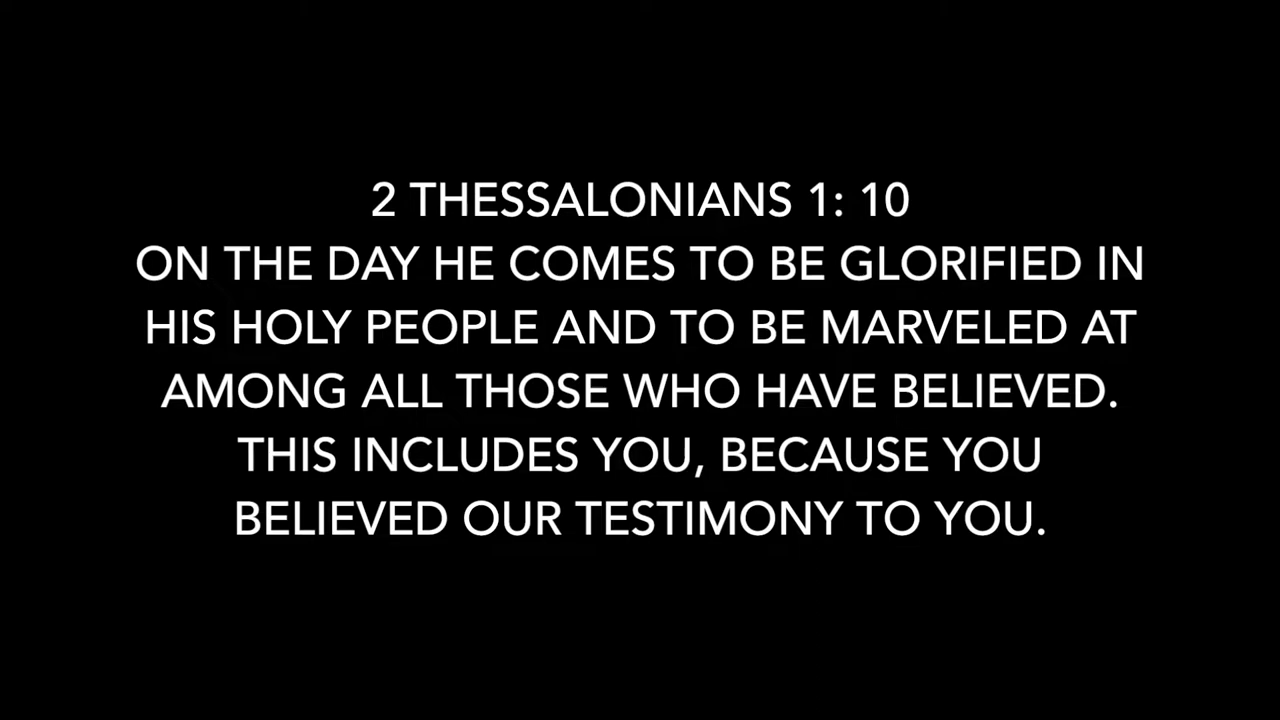 2 THESSALONIANS 1: 10
ON THE DAY HE COMES TO BE GLORIFIED IN
HIS HOLY PEOPLE AND TO BE MARVELED AT
AMONG ALL THOSE WHO HAVE BELIEVED.
THIS INCLUDES YOU, BECAUSE YOU
BELIEVED OUR TESTIMONY TO YOU.